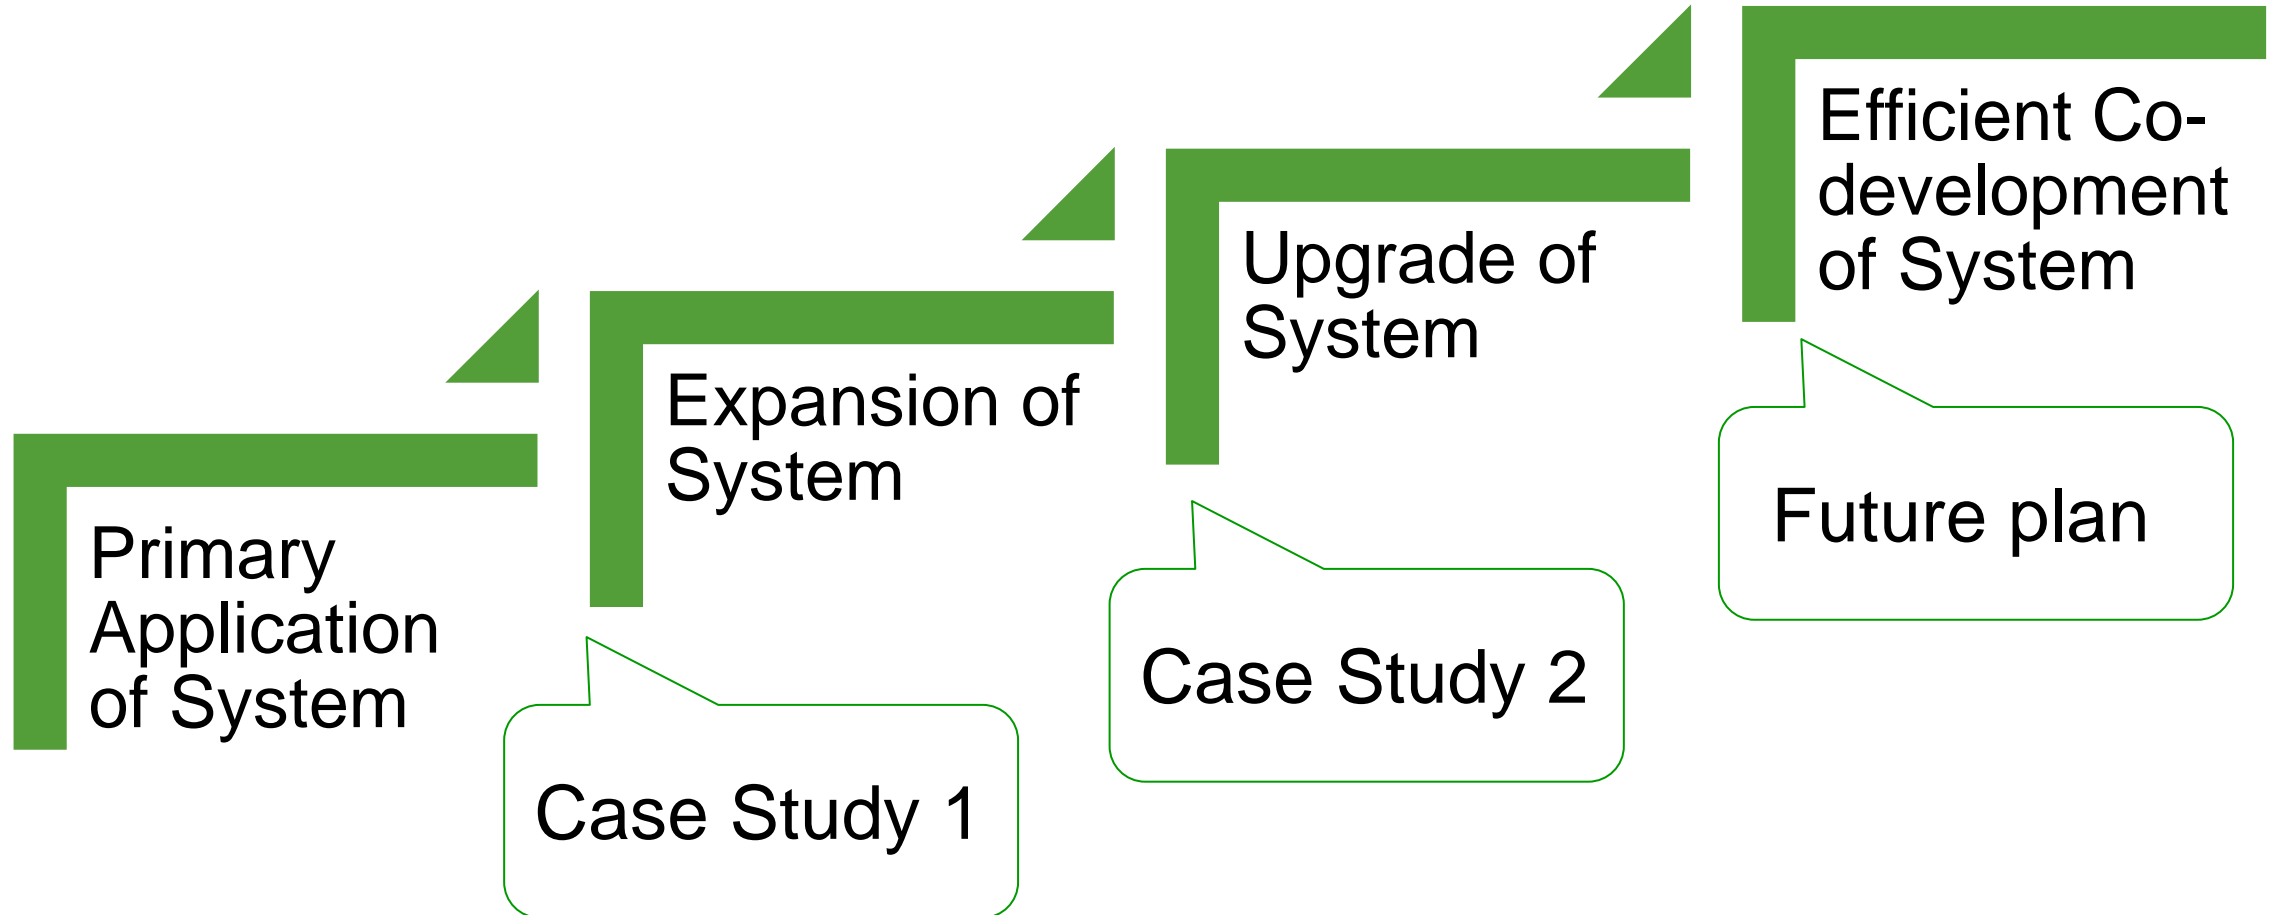 Primary
Application
of System
Expansion of
System
Upgrade of
System
Efficient Co-
development
of System
Case Study 1
Case Study 2
Future plan